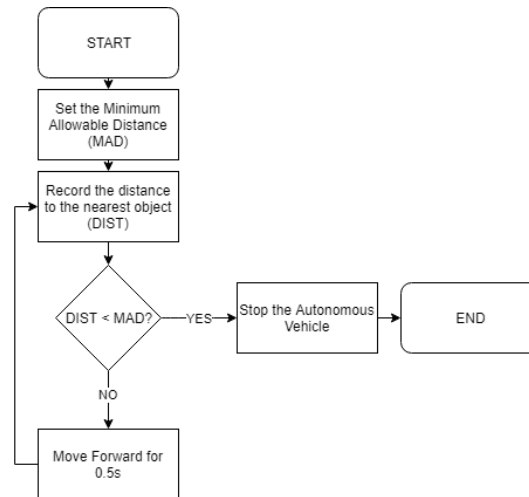 START
Set the Minimum
Allowable Distance
(MAD)
Record the distance
to the nearest object
(DIST)
DIST < MAD?
YES
Stop the Autonomous
Vehicle
END
NO
Move Forward for
0.5s